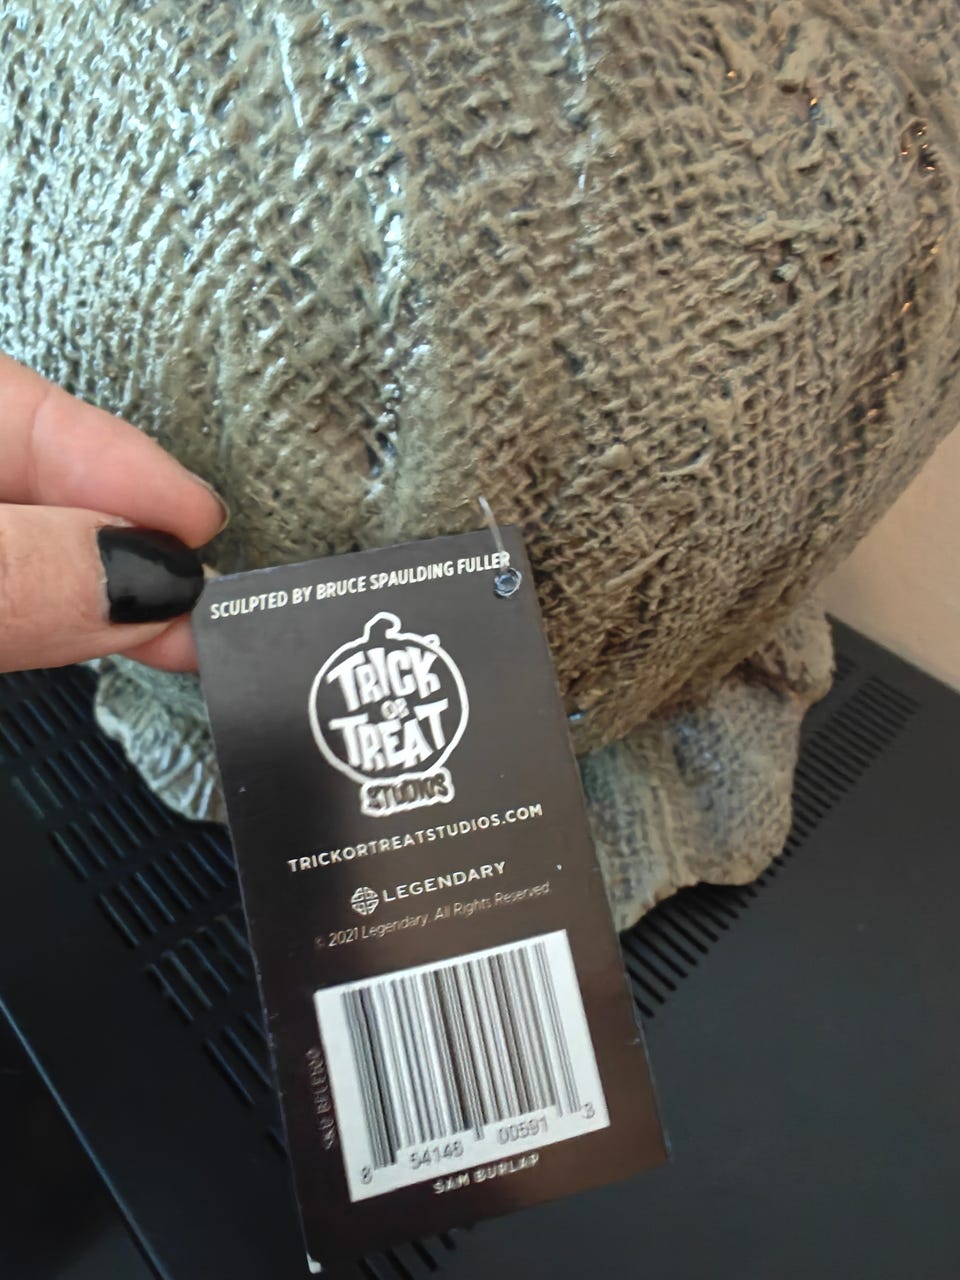 SCULPTED BY BRUCE SPAULDING FULLER
TRICK
OR
TREAT
STUDIOS
TRICKORTREATSTUDIOS.COM
LEGENDARY
© 2021 Legendary. All Rights Reserved
8 54146 00591 3
SAM BURLAP